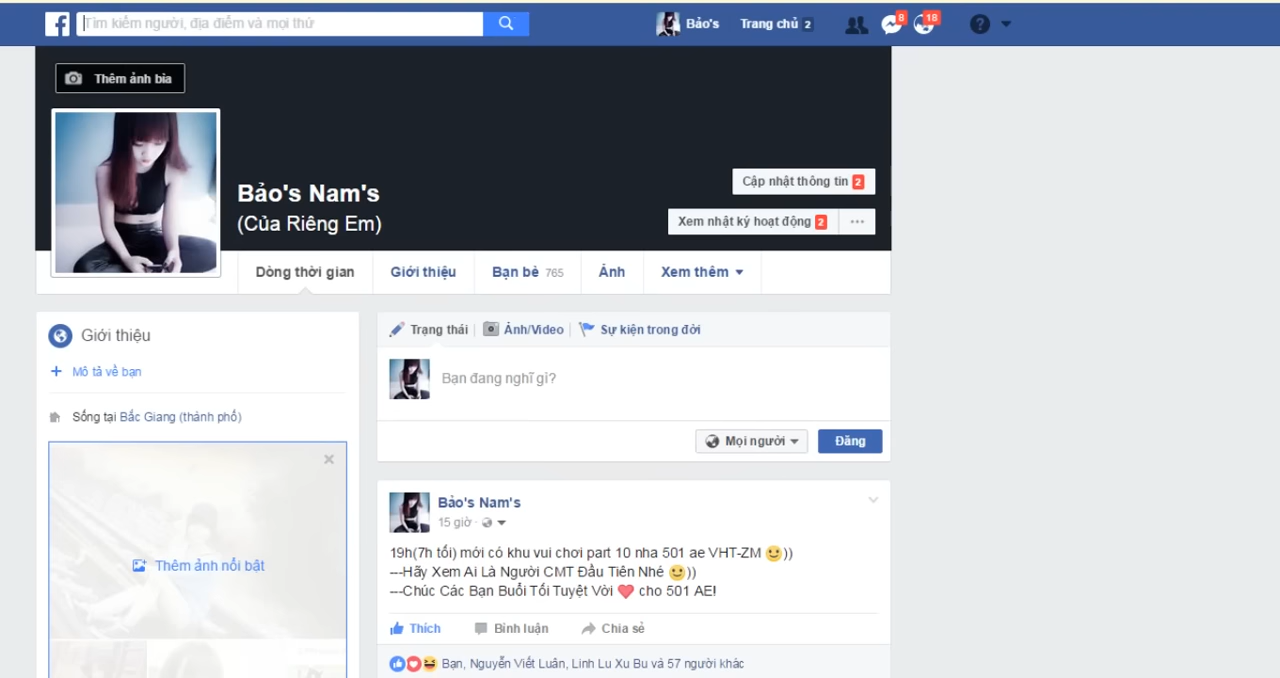 f Tìm kiếm người, địa điểm và mọi thứ Bảo's Trang chủ 2 8 18 ?
Thêm ảnh bìa
Cập nhật thông tin 2
Bảo's Nam's
(Của Riêng Em)
Xem nhật ký hoạt động 2 ...
Dòng thời gian Giới thiệu Bạn bè 765 Ảnh Xem thêm
Giới thiệu
Mô tả về bạn
Sống tại Bắc Giang (thành phố)
Thêm ảnh nổi bật
Trạng thái Ảnh/Video Sự kiện trong đời
Bạn đang nghĩ gì?
Mọi người Đăng
Bảo's Nam's
15 giờ ·
19h(7h tối) mới có khu vui chơi part 10 nha 501 ae VHT-ZM 😉))
---Hãy Xem Ai Là Người CMT Đầu Tiên Nhé 😉))
---Chúc Các Bạn Buổi Tối Tuyệt Vời ❤ cho 501 AE!
Thích Bình luận Chia sẻ
Bạn, Nguyễn Viết Luân, Linh Lu Xu Bu và 57 người khác